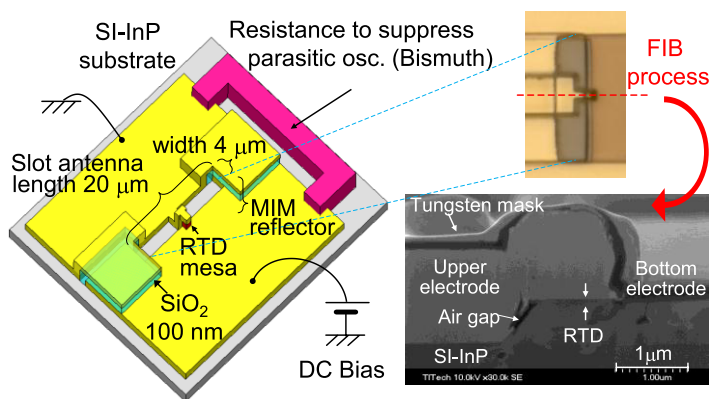 SI-InP
substrate
Resistance to suppress
parasitic osc. (Bismuth)
FIB
process
width 4 μm
Slot antenna
length 20 μm
MIM
reflector
RTD
mesa
SiO2
100 nm
DC Bias
Tungsten mask
Upper
electrode
Bottom
electrode
Air gap
RTD
SI-InP
1μm
TITech 10.0kV x30.0k SE
1.00um